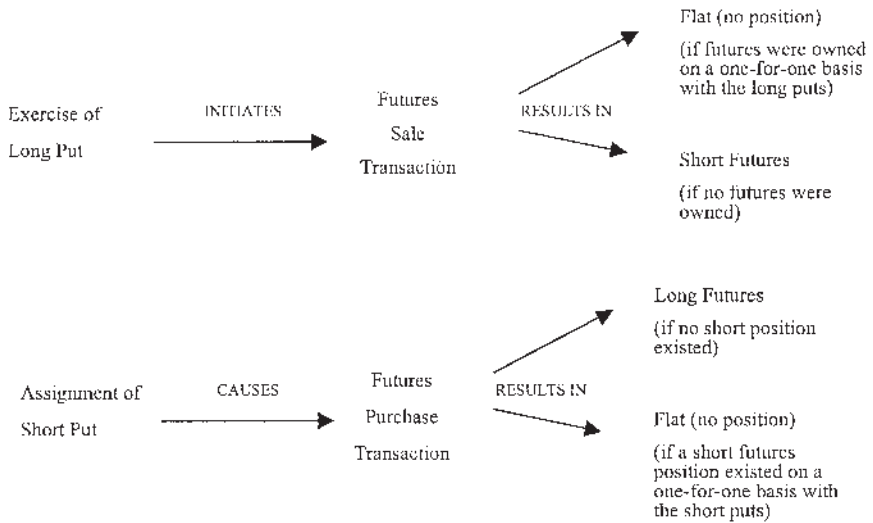 Exercise of
Long Put
INITIATES
Futures
Sale
Transaction
RESULTS IN
Flat (no position)
(if futures were owned
on a one-for-one basis
with the long puts)
Short Futures
(if no futures were
owned)
Assignment of
Short Put
CAUSES
Futures
Purchase
Transaction
RESULTS IN
Long Futures
(if no short position
existed)
Flat (no position)
(if a short futures
position existed on a
one-for-one basis with
the short puts)